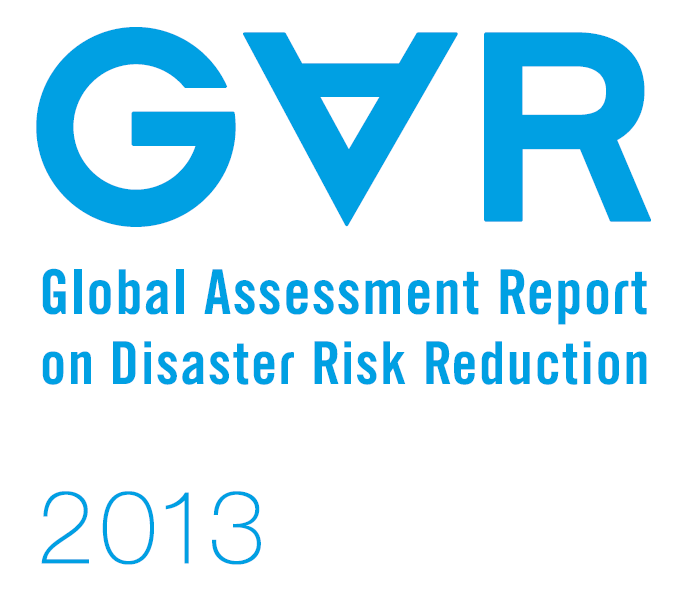 GAR
Global Assessment Report
on Disaster Risk Reduction
2013